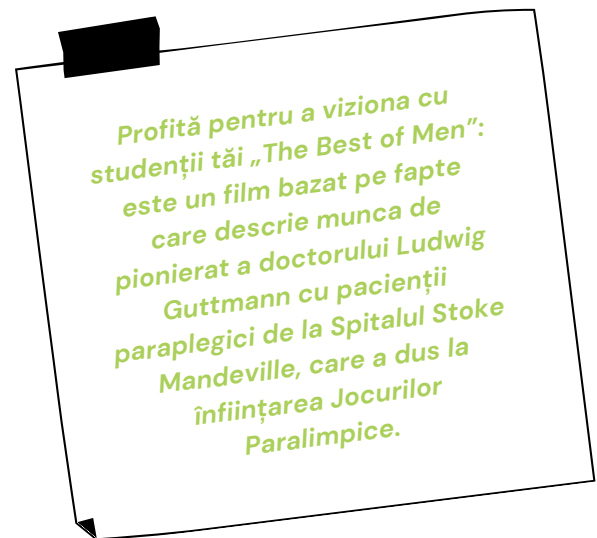 Profită pentru a viziona cu
studenții tăi „The Best of Men”:
este un film bazat pe fapte
care descrie munca de
pionierat a doctorului Ludwig
Guttmann cu pacienții
paraplegici de la Spitalul Stoke
Mandeville, care a dus la
înființarea Jocurilor
Paralimpice.